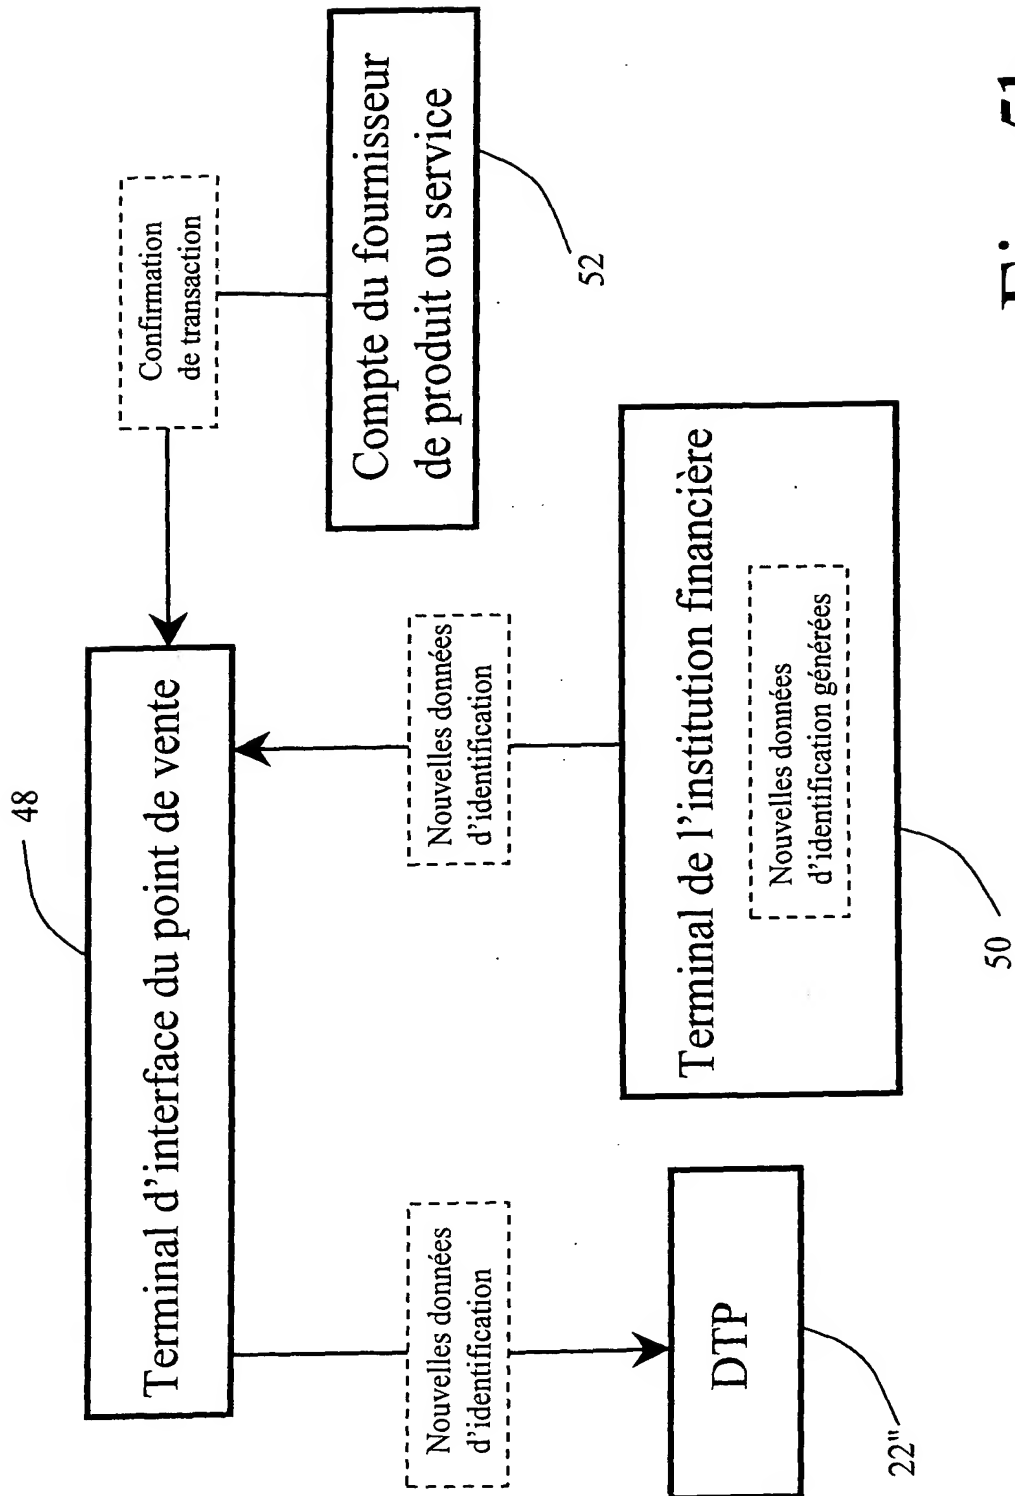 48
Terminal d'interface du point de vente
Confirmation
de transaction
Nouvelles données
d'identification
Nouvelles données
d'identification
Compte du fournisseur
de produit ou service
52
DTP
22"
Terminal de l'institution financière
Nouvelles données
d'identification générées
50